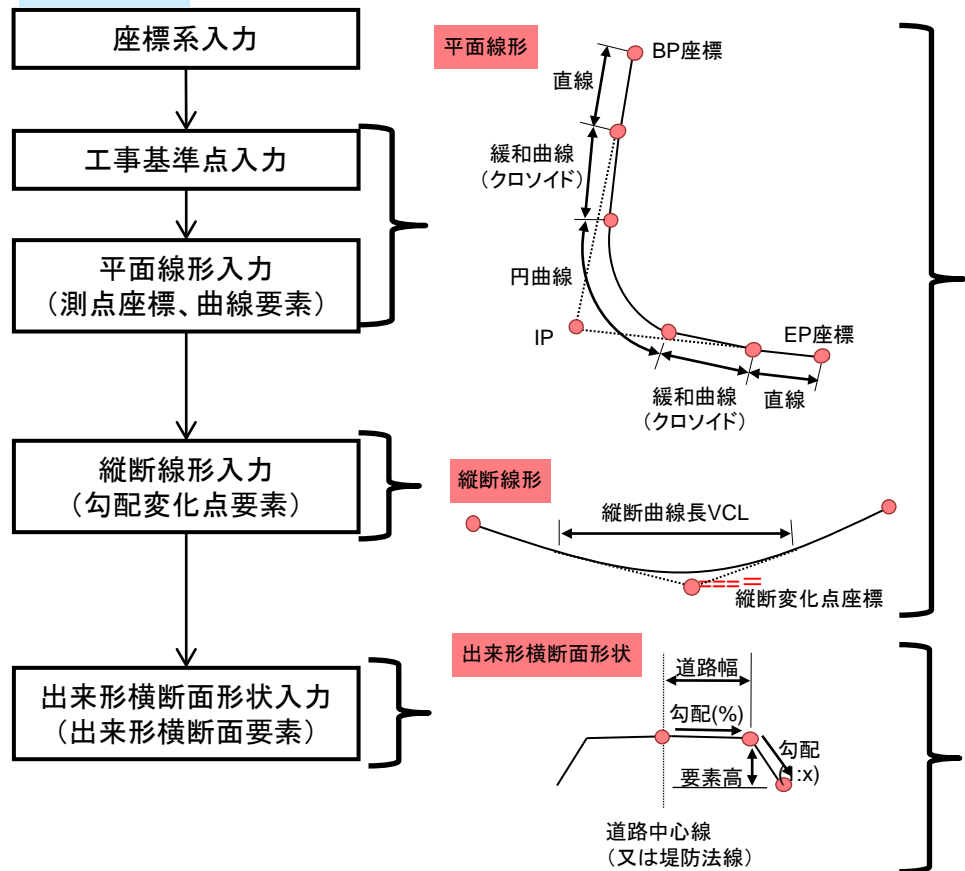 座標系入力
工事基準点入力
平面線形入力
(測点座標、曲線要素)
縦断線形入力
(勾配変化点要素)
出来形横断面形状入力
(出来形横断面要素)
平面線形
BP座標
直線
緩和曲線
(クロソイド)
円曲線
IP
EP座標
緩和曲線
(クロソイド)
直線
縦断線形
縦断曲線長VCL
縦断変化点座標
出来形横断面形状
道路幅
勾配(%)
勾配
(1:x)
要素高
道路中心線
(又は堤防法線)